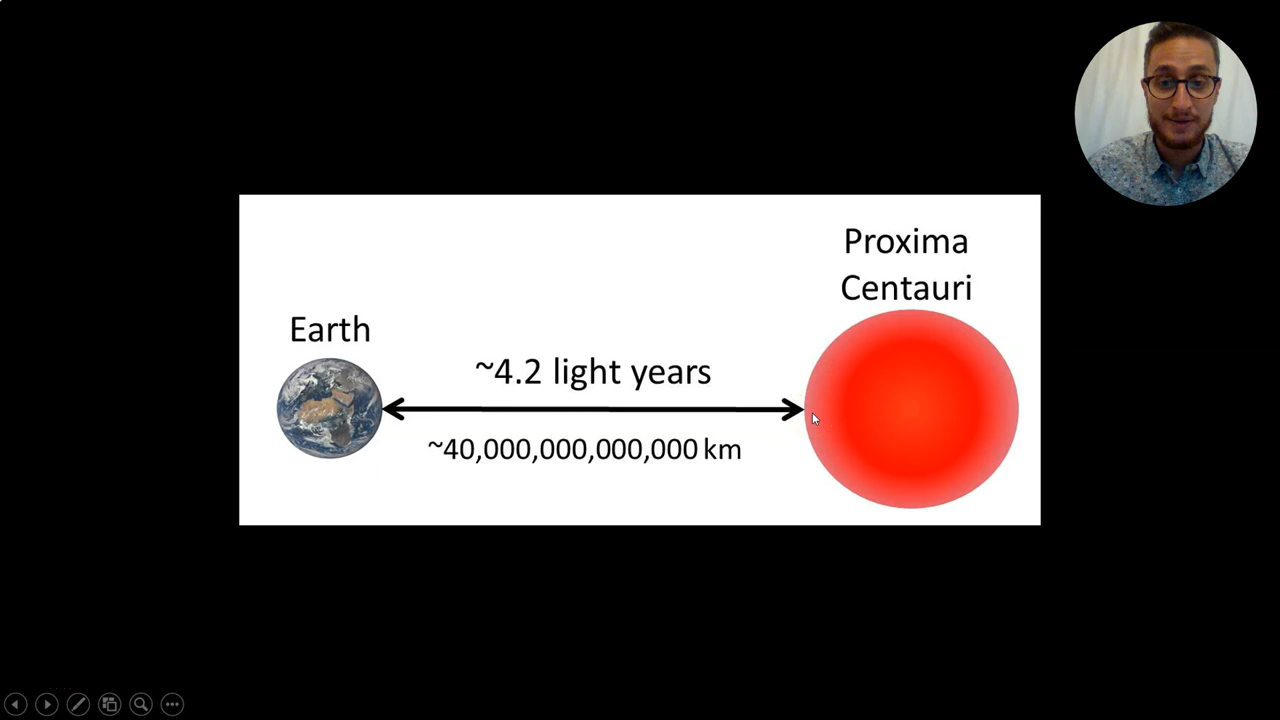 Proxima
Centauri
Earth
~4.2 light years
~40,000,000,000,000 km